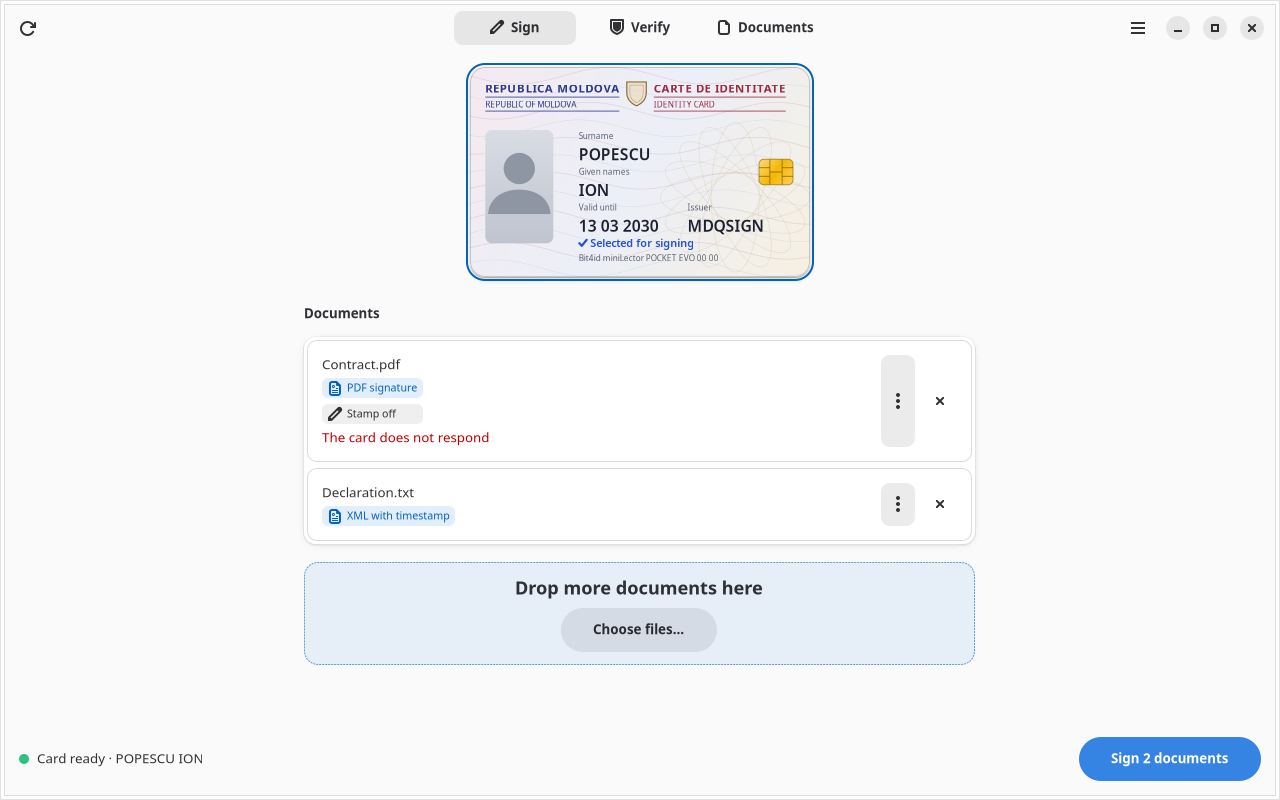 Sign
Verify
Documents
REPUBLICA MOLDOVA
REPUBLIC OF MOLDOVA
CARTE DE IDENTITATE
IDENTITY CARD
Surname
POPESCU
Given names
ION
Valid until
Issuer
13 03 2030
MDQSIGN
Selected for signing
Bit4id miniLector POCKET EVO 00 00
Documents
Contract.pdf
PDF signature
Stamp off
The card does not respond
Declaration.txt
XML with timestamp
Drop more documents here
Choose files...
Card ready · POPESCU ION
Sign 2 documents